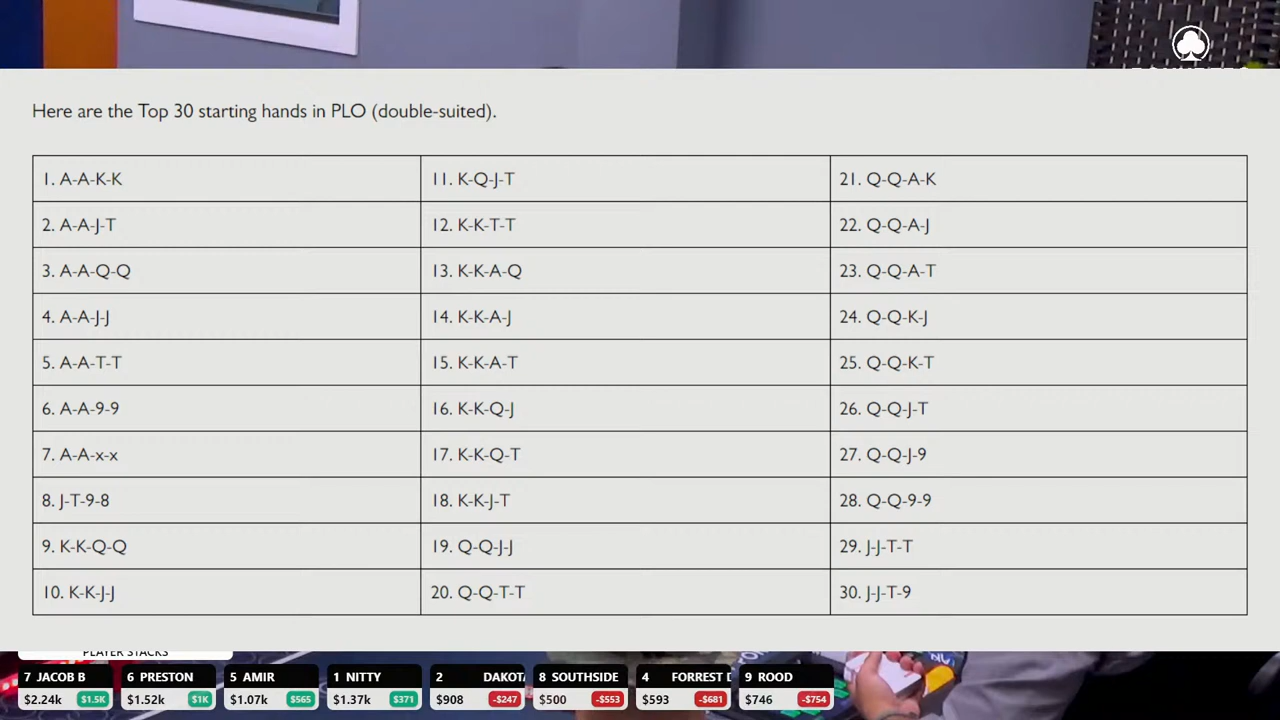 Here are the Top 30 starting hands in PLO (double-suited).
1. A-A-K-K
2. A-A-J-T
3. A-A-Q-Q
4. A-A-J-J
5. A-A-T-T
6. A-A-9-9
7. A-A-x-x
8. J-T-9-8
9. K-K-Q-Q
10. K-K-J-J
11. K-Q-J-T
12. K-K-T-T
13. K-K-A-Q
14. K-K-A-J
15. K-K-A-T
16. K-K-Q-J
17. K-K-Q-T
18. K-K-J-T
19. Q-Q-J-J
20. Q-Q-T-T
21. Q-Q-A-K
22. Q-Q-A-J
23. Q-Q-A-T
24. Q-Q-K-J
25. Q-Q-K-T
26. Q-Q-J-T
27. Q-Q-J-9
28. Q-Q-9-9
29. J-J-T-T
30. J-J-T-9
PLAYER STACKS
7 JACOB B
$2.24k $1.5K
6 PRESTON
$1.52k $1K
5 AMIR
$1.07k $565
1 NITTY
$1.37k $371
2 DAKOT
$908 -$247
8 SOUTHSIDE
$500 -$553
4 FORREST D
$593 -$681
9 ROOD
$746 -$754